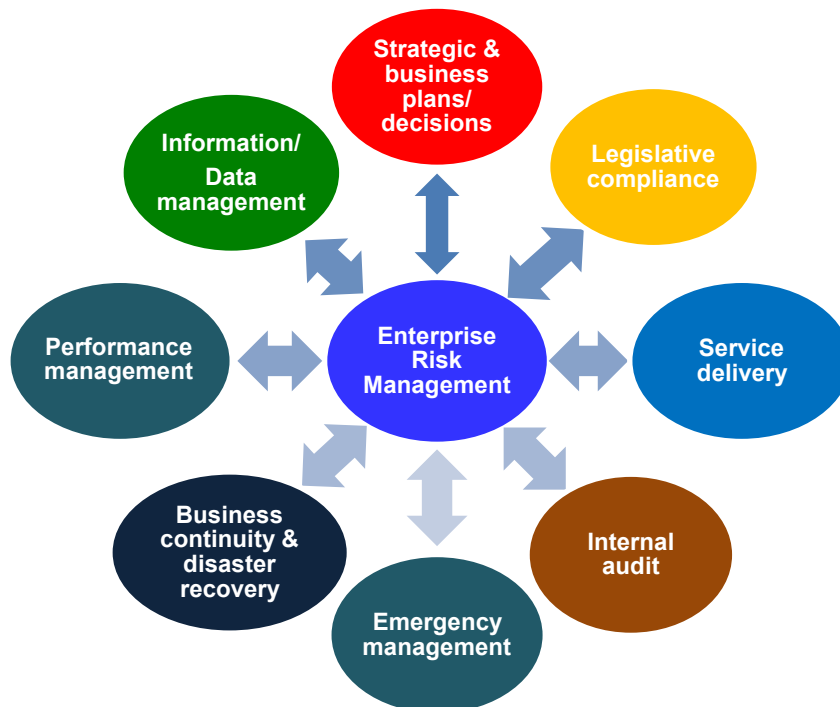 Strategic &
business
plans/
decisions
Information/
Data
management
Legislative
compliance
Performance
management
Enterprise
Risk
Management
Service
delivery
Business
continuity &
disaster
recovery
Internal
audit
Emergency
management